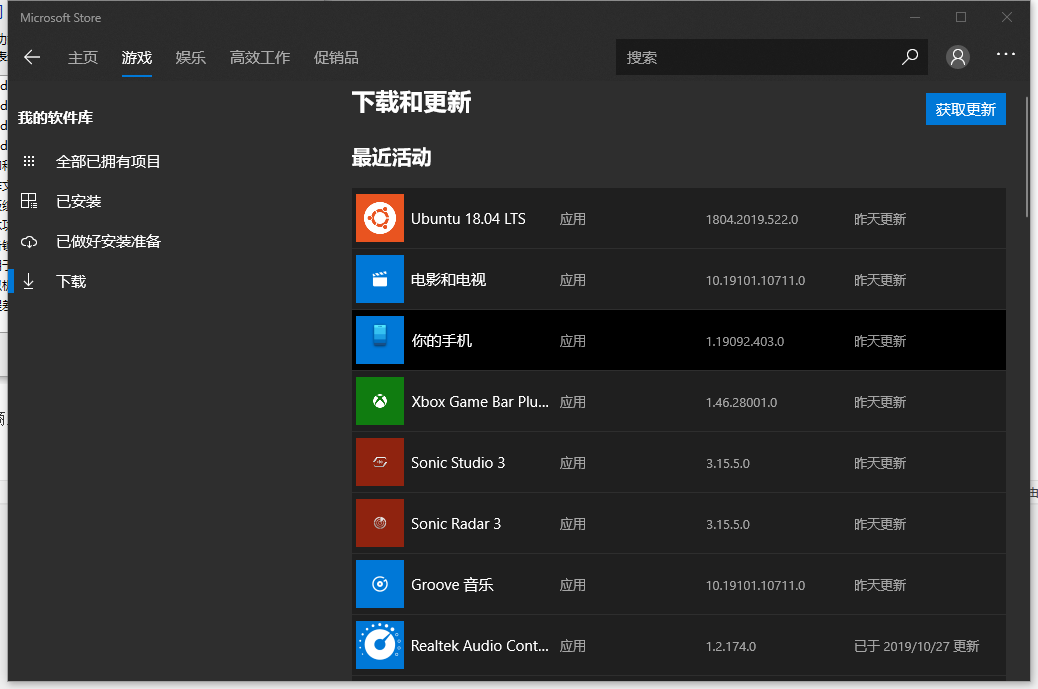 Microsoft Store
主页 游戏 娱乐 高效工作 促销品
搜索
我的软件库
全部已拥有项目
已安装
已做好安装准备
下载
下载和更新
获取更新
最近活动
Ubuntu 18.04 LTS 应用 1804.2019.522.0 昨天更新
电影和电视 应用 10.19101.10711.0 昨天更新
你的手机 应用 1.19092.403.0 昨天更新
Xbox Game Bar Plu... 应用 1.46.28001.0 昨天更新
Sonic Studio 3 应用 3.15.5.0 昨天更新
Sonic Radar 3 应用 3.15.5.0 昨天更新
Groove 音乐 应用 10.19101.10711.0 昨天更新
Realtek Audio Cont... 应用 1.2.174.0 已于 2019/10/27 更新